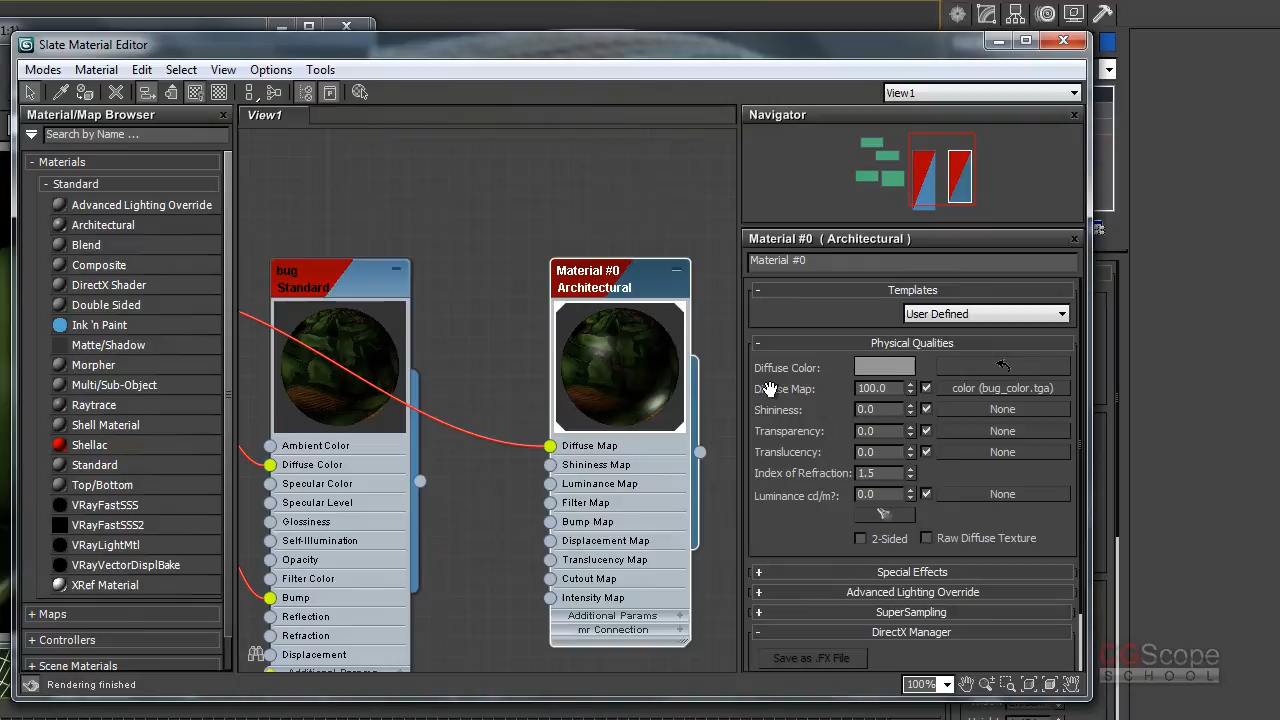 Slate Material Editor
Modes Material Edit Select View Options Tools
View1
Material/Map Browser
Search by Name ...
- Materials
- Standard
Advanced Lighting Override
Architectural
Blend
Composite
DirectX Shader
Double Sided
Ink 'n Paint
Matte/Shadow
Morpher
Multi/Sub-Object
Raytrace
Shell Material
Shellac
Standard
Top/Bottom
VRayFastSSS
VRayFastSSS2
VRayLightMtl
VRayVectorDisplBake
XRef Material
+ Maps
+ Controllers
+ Scene Materials
Rendering finished
View1
bug
Standard
Ambient Color
Diffuse Color
Specular Color
Specular Level
Glossiness
Self-Illumination
Opacity
Filter Color
Bump
Reflection
Refraction
Displacement
Additional Params
Material #0
Architectural
Diffuse Map
Shininess Map
Luminance Map
Filter Map
Bump Map
Displacement Map
Translucency Map
Cutout Map
Intensity Map
Additional Params +
mr Connection +
Navigator
Material #0 ( Architectural )
Material #0
- Templates
User Defined
- Physical Qualities
Diffuse Color:
Map: 100.0 color (bug_color.tga)
Shininess: 0.0 None
Transparency: 0.0 None
Translucency: 0.0 None
Index of Refraction: 1.5
Luminance cd/m?: 0.0 None
2-Sided Raw Diffuse Texture
+ Special Effects
+ Advanced Lighting Override
+ SuperSampling
- DirectX Manager
Save as .FX File
100%
CGScope
SCHOOL